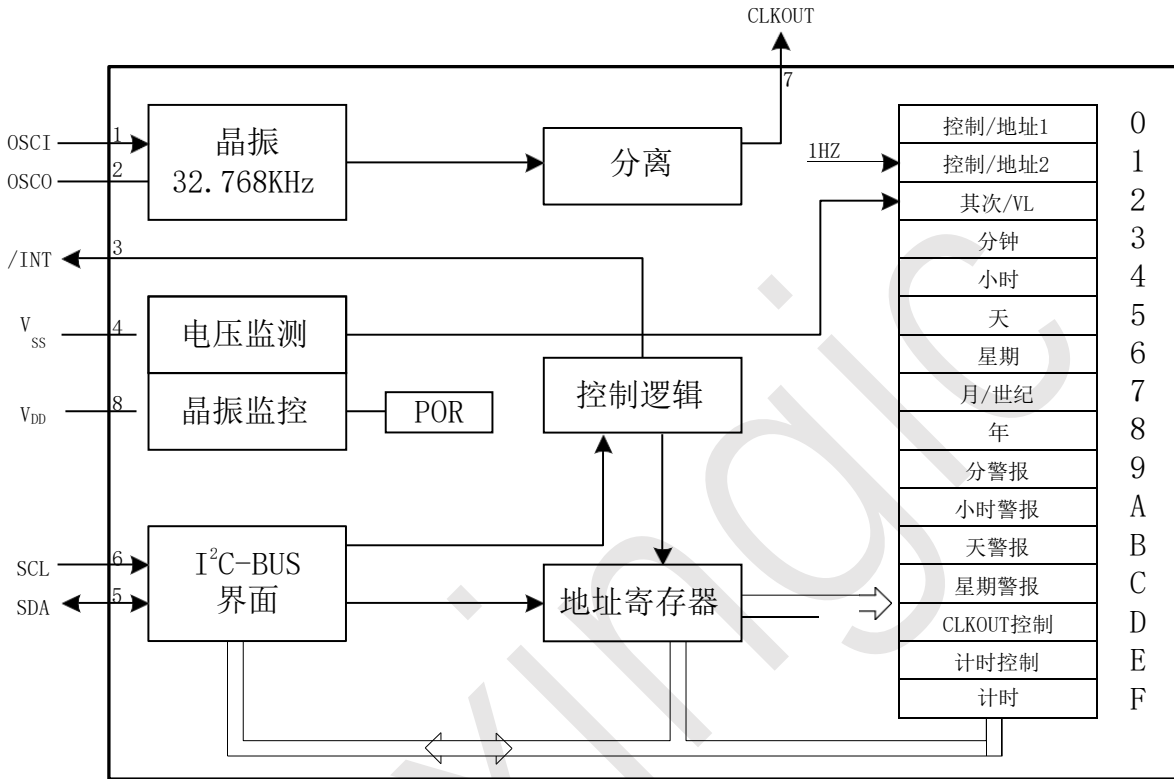 CLKOUT
7
OSCI
1
OSCO
2
晶振
32.768KHz
分离
1HZ
/INT
3
VSS
4
电压监测
VDD
8
晶振监控
POR
控制逻辑
SCL
6
SDA
5
I²C-BUS
界面
地址寄存器
控制/地址1 0
控制/地址2 1
其次/VL 2
分钟 3
小时 4
天 5
星期 6
月/世纪 7
年 8
分警报 9
小时警报 A
天警报 B
星期警报 C
CLKOUT控制 D
计时控制 E
计时 F
xingic